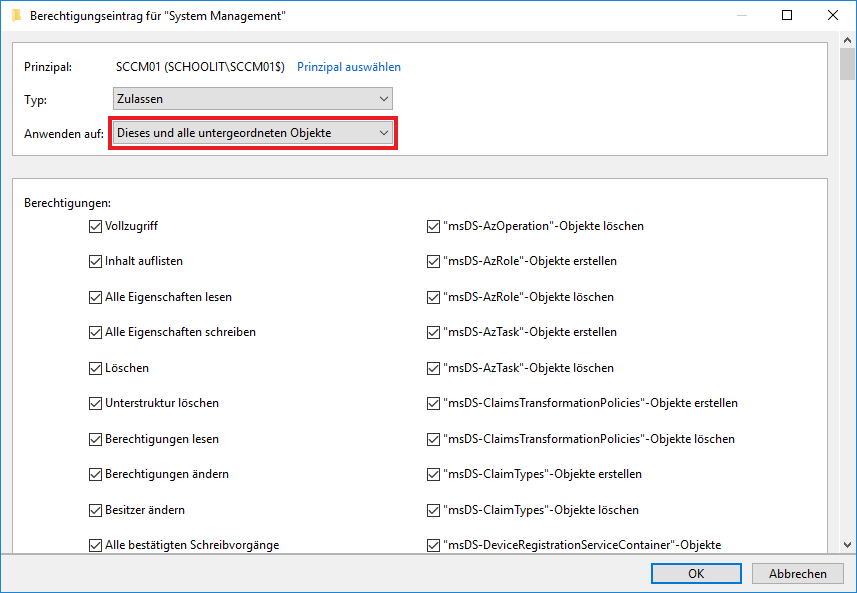 Berechtigungseintrag für "System Management"
Prinzipal: SCCM01 (SCHOOLIT\SCCM01$) Prinzipal auswählen
Typ: Zulassen
Anwenden auf: Dieses und alle untergeordneten Objekte
Berechtigungen:
Vollzugriff "msDS-AzOperation"-Objekte löschen
Inhalt auflisten "msDS-AzRole"-Objekte erstellen
Alle Eigenschaften lesen "msDS-AzRole"-Objekte löschen
Alle Eigenschaften schreiben "msDS-AzTask"-Objekte erstellen
Löschen "msDS-AzTask"-Objekte löschen
Unterstruktur löschen "msDS-ClaimsTransformationPolicies"-Objekte erstellen
Berechtigungen lesen "msDS-ClaimsTransformationPolicies"-Objekte löschen
Berechtigungen ändern "msDS-ClaimTypes"-Objekte erstellen
Besitzer ändern "msDS-ClaimTypes"-Objekte löschen
Alle bestätigten Schreibvorgänge "msDS-DeviceRegistrationServiceContainer"-Objekte
OK Abbrechen